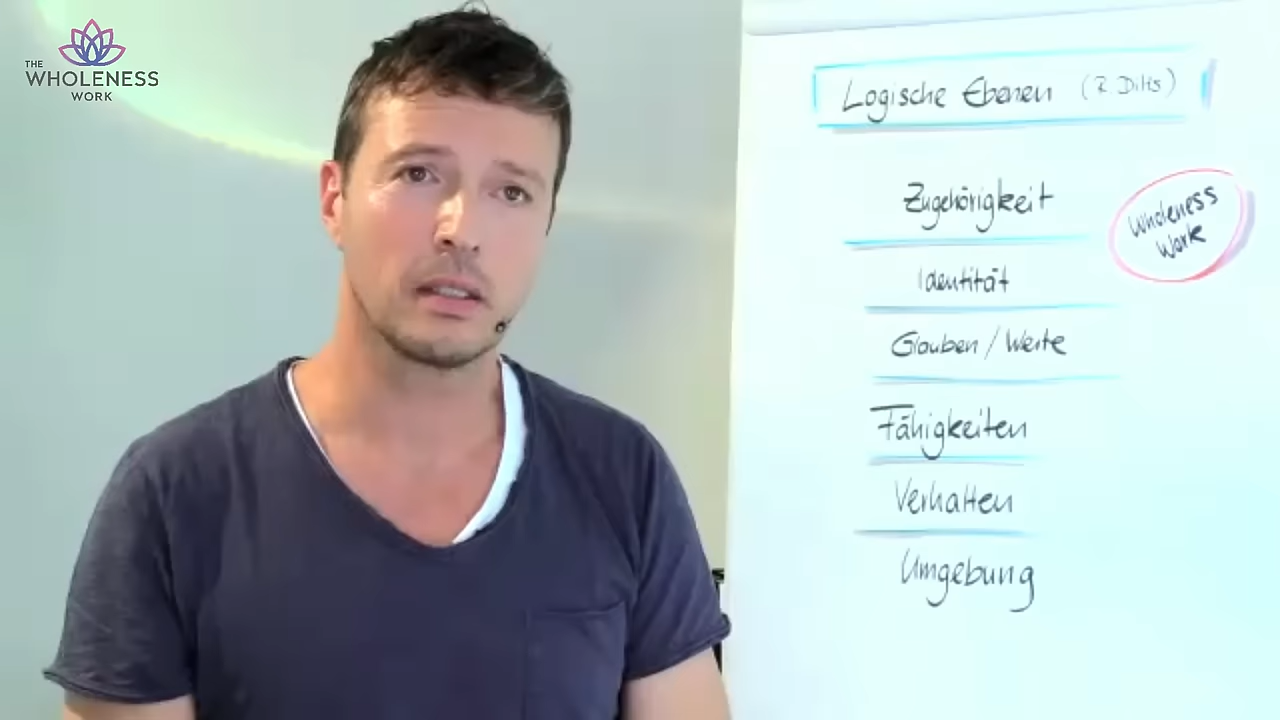 THE
WHOLENESS
WORK
Logische Ebenen (R Dilts)
Zugehörigkeit
Wholeness
Work
Identität
Glauben / Werte
Fähigkeiten
Verhalten
Umgebung